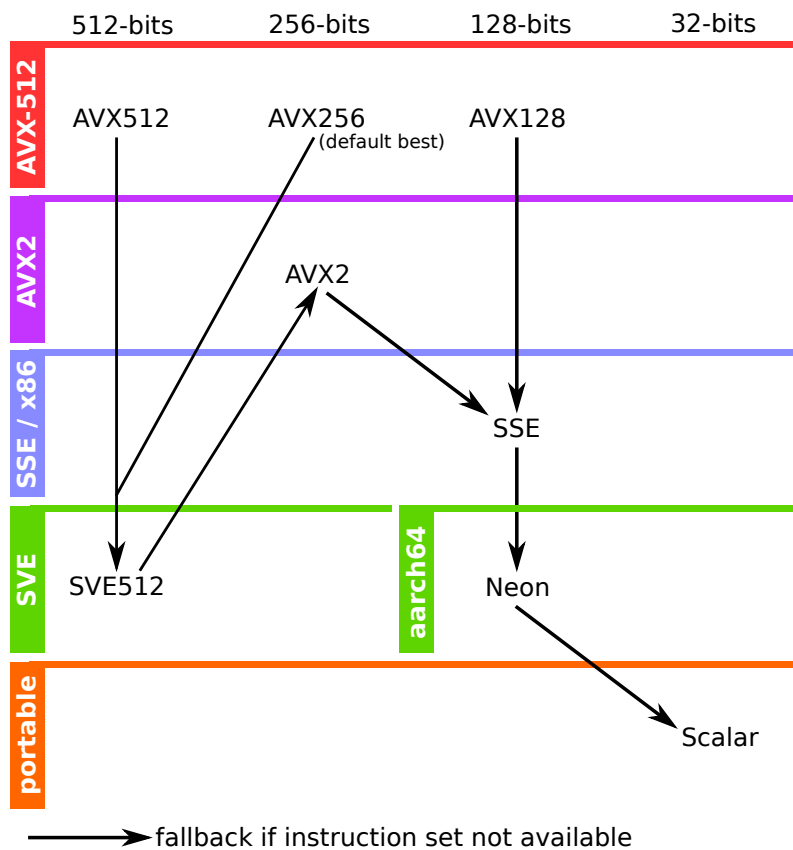 512-bits 256-bits 128-bits 32-bits
AVX-512
AVX512 AVX256 AVX128
(default best)
AVX2
AVX2
SSE / x86
SSE
SVE
aarch64
SVE512 Neon
portable
Scalar
fallback if instruction set not available